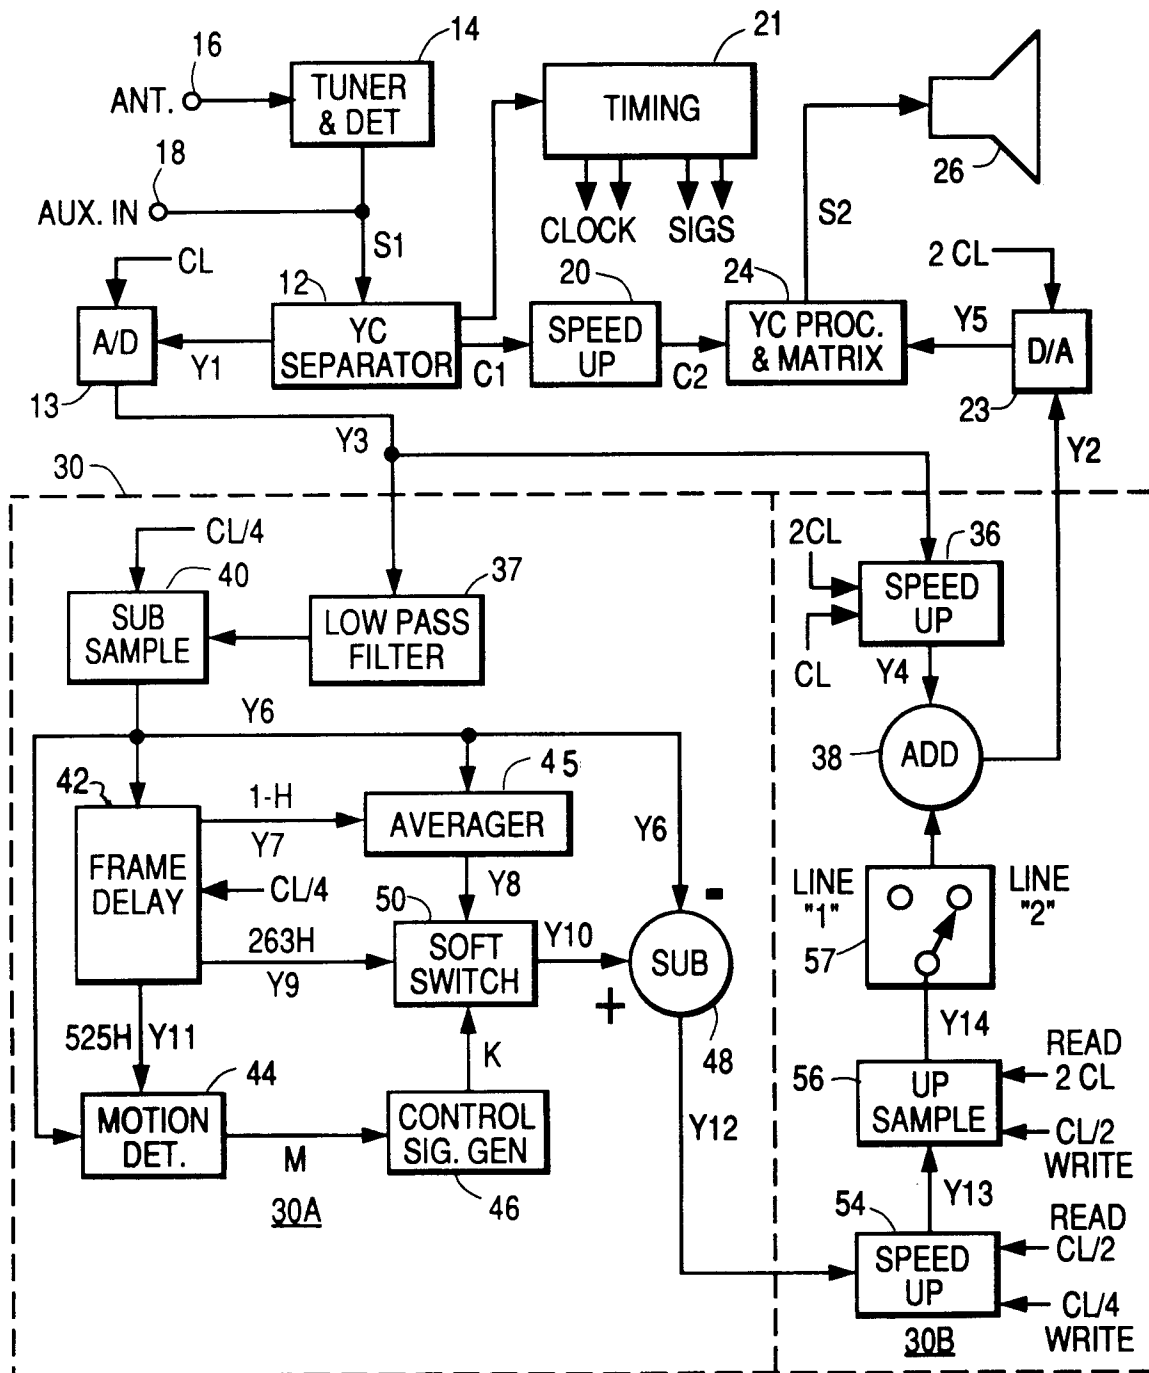 16
14
21
ANT.
TUNER
& DET
TIMING
26
18
AUX. IN
S1
CLOCK
SIGS
S2
CL
12
20
24
2 CL
A/D
Y1
YC
SEPARATOR
C1
SPEED
UP
C2
YC PROC.
& MATRIX
Y5
D/A
13
23
Y3
Y2
30
CL/4
40
37
2CL
36
SUB
SAMPLE
LOW PASS
FILTER
SPEED
UP
CL
Y4
Y6
38
ADD
42
1-H
45
Y7
AVERAGER
Y6
FRAME
DELAY
CL/4
Y8
-
LINE
"1"
LINE
"2"
50
263H
Y9
SOFT
SWITCH
Y10
SUB
+
57
525H
Y11
K
48
Y14
44
56
UP
SAMPLE
READ
2 CL
MOTION
DET.
M
CONTROL
SIG. GEN
Y12
CL/2
WRITE
30A
46
Y13
54
READ
CL/2
SPEED
UP
CL/4
WRITE
30B